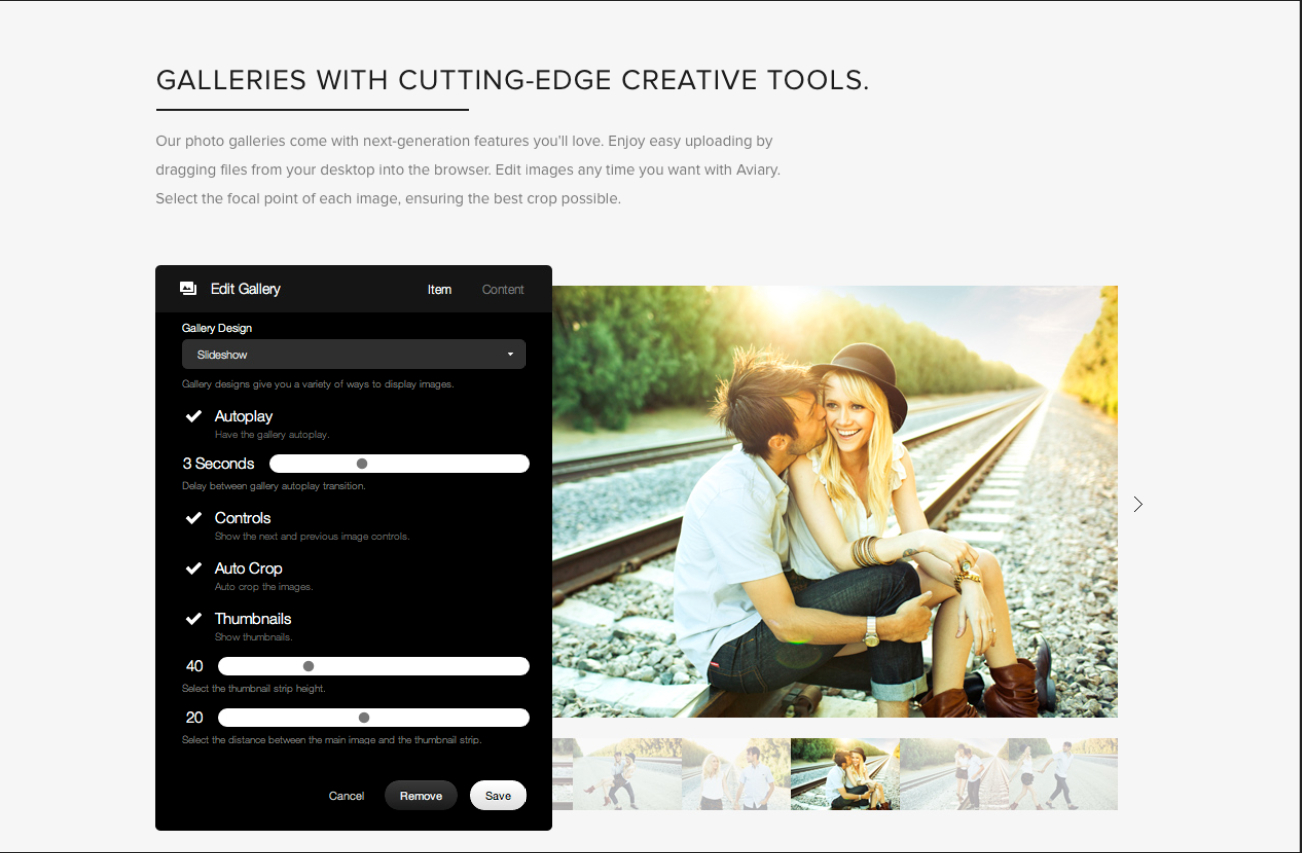 GALLERIES WITH CUTTING-EDGE CREATIVE TOOLS.
Our photo galleries come with next-generation features you'll love. Enjoy easy uploading by
dragging files from your desktop into the browser. Edit images any time you want with Aviary.
Select the focal point of each image, ensuring the best crop possible.
Edit Gallery
Item
Content
Gallery Design
Slideshow
Gallery designs give you a variety of ways to display images.
Autoplay
Have the gallery autoplay.
3 Seconds
Delay between gallery autoplay transition.
Controls
Show the next and previous image controls.
Auto Crop
Auto crop the images.
Thumbnails
Show thumbnails.
40
Select the thumbnail strip height.
20
Select the distance between the main image and the thumbnail strip.
Cancel
Remove
Save